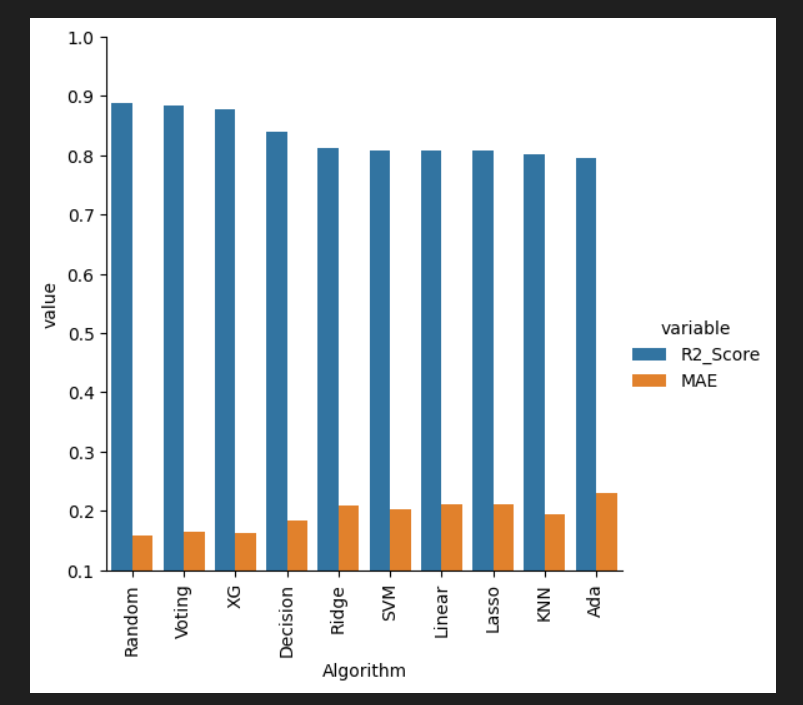 1.0
0.9
0.8
0.7
0.6
0.5
0.4
0.3
0.2
0.1
value
Random
Voting
XG
Decision
Ridge
SVM
Linear
Lasso
KNN
Ada
Algorithm
variable
R2_Score
MAE